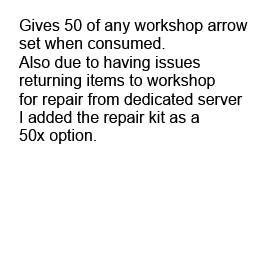 Gives 50 of any workshop arrow
set when consumed.
Also due to having issues
returning items to workshop
for repair from dedicated server
I added the repair kit as a
50x option.